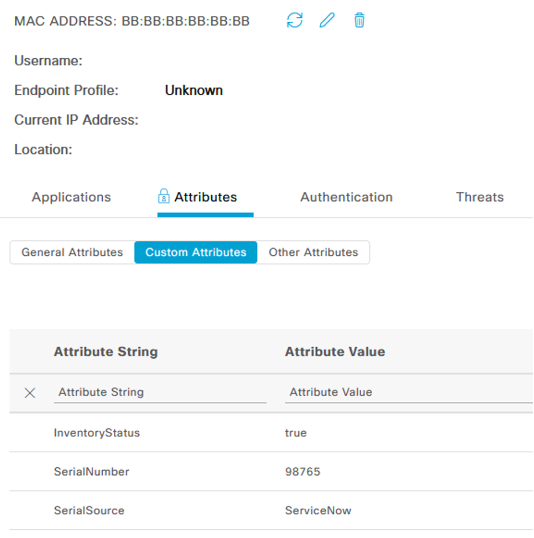 MAC ADDRESS: BB:BB:BB:BB:BB:BB
Username:
Endpoint Profile: Unknown
Current IP Address:
Location:
Applications Attributes Authentication Threats
General Attributes Custom Attributes Other Attributes
Attribute String Attribute Value
Attribute String Attribute Value
InventoryStatus true
SerialNumber 98765
SerialSource ServiceNow